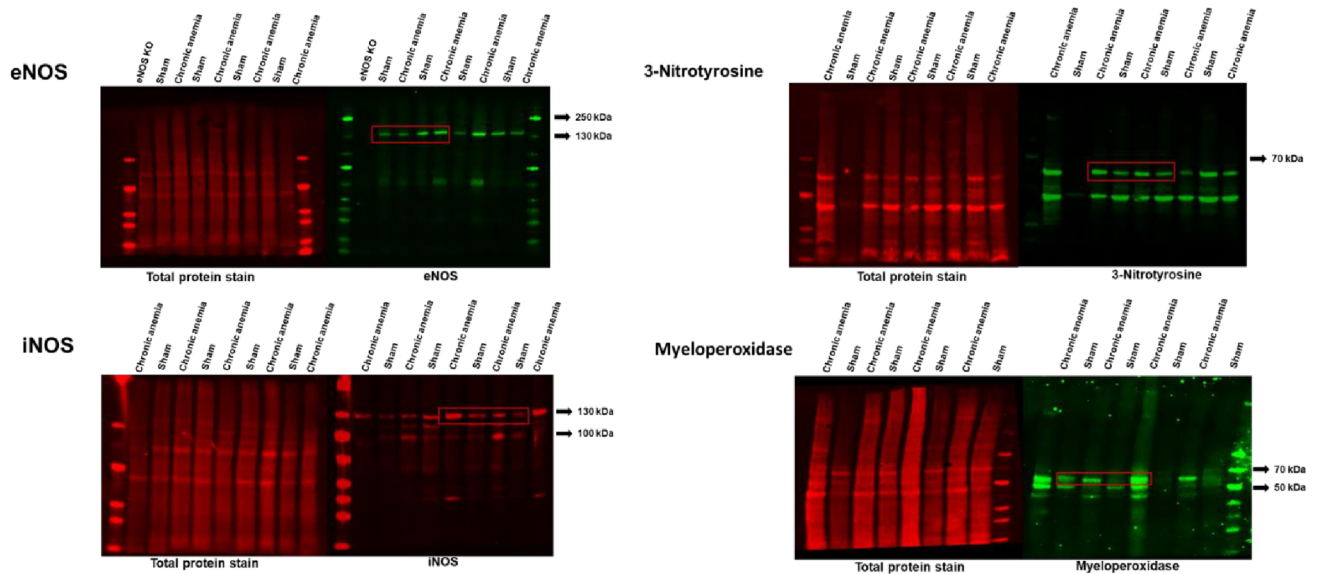 eNOS
eNOS KO
Sham
Chronic anemia
Sham
Chronic anemia
Sham
Chronic anemia
Sham
Chronic anemia
eNOS KO
Sham
Chronic anemia
Sham
Chronic anemia
Sham
Chronic anemia
Sham
Chronic anemia
250 kDa
130 kDa
Total protein stain
eNOS
3-Nitrotyrosine
Chronic anemia
Sham
Chronic anemia
Sham
Chronic anemia
Sham
Chronic anemia
Sham
Chronic anemia
Chronic anemia
Sham
Chronic anemia
Sham
Chronic anemia
Sham
Chronic anemia
Sham
Chronic anemia
70 kDa
Total protein stain
3-Nitrotyrosine
iNOS
Chronic anemia
Sham
Chronic anemia
Sham
Chronic anemia
Sham
Chronic anemia
Sham
Chronic anemia
Chronic anemia
Sham
Chronic anemia
Sham
Chronic anemia
Sham
Chronic anemia
Sham
Chronic anemia
130 kDa
100 kDa
Total protein stain
iNOS
Myeloperoxidase
Chronic anemia
Sham
Chronic anemia
Sham
Chronic anemia
Sham
Chronic anemia
Sham
Chronic anemia
Sham
Chronic anemia
Sham
Chronic anemia
Sham
Chronic anemia
Sham
70 kDa
50 kDa
Total protein stain
Myeloperoxidase